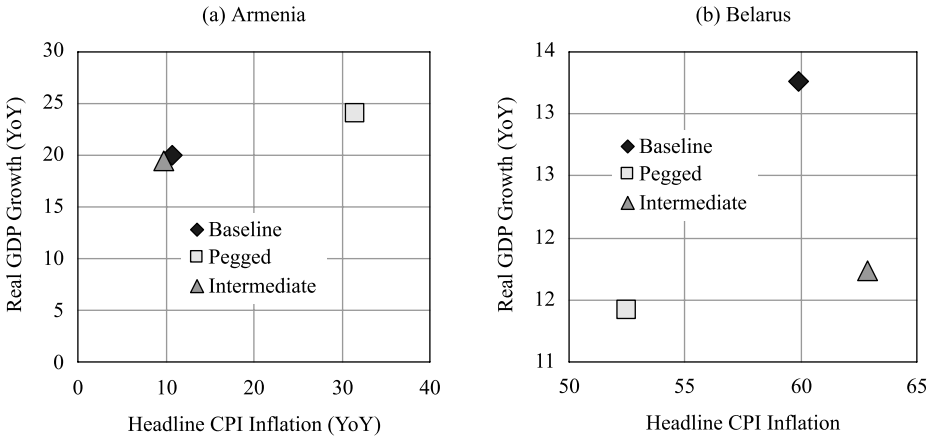 (a) Armenia
Real GDP Growth (YoY)
30
25
20
15
10
5
0
Baseline
Pegged
Intermediate
0 10 20 30 40
Headline CPI Inflation (YoY)
(b) Belarus
Real GDP Growth (YoY)
14
13
13
12
12
11
Baseline
Pegged
Intermediate
50 55 60 65
Headline CPI Inflation